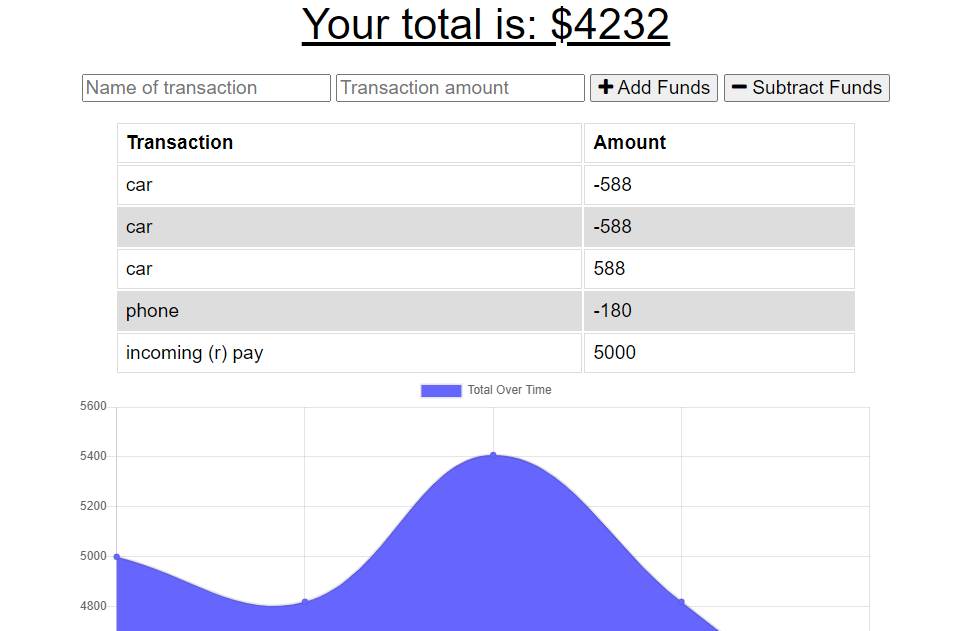 Your total is: $4232
Name of transaction Transaction amount + Add Funds − Subtract Funds
Transaction Amount
car -588
car -588
car 588
phone -180
incoming (r) pay 5000
Total Over Time
5600
5400
5200
5000
4800